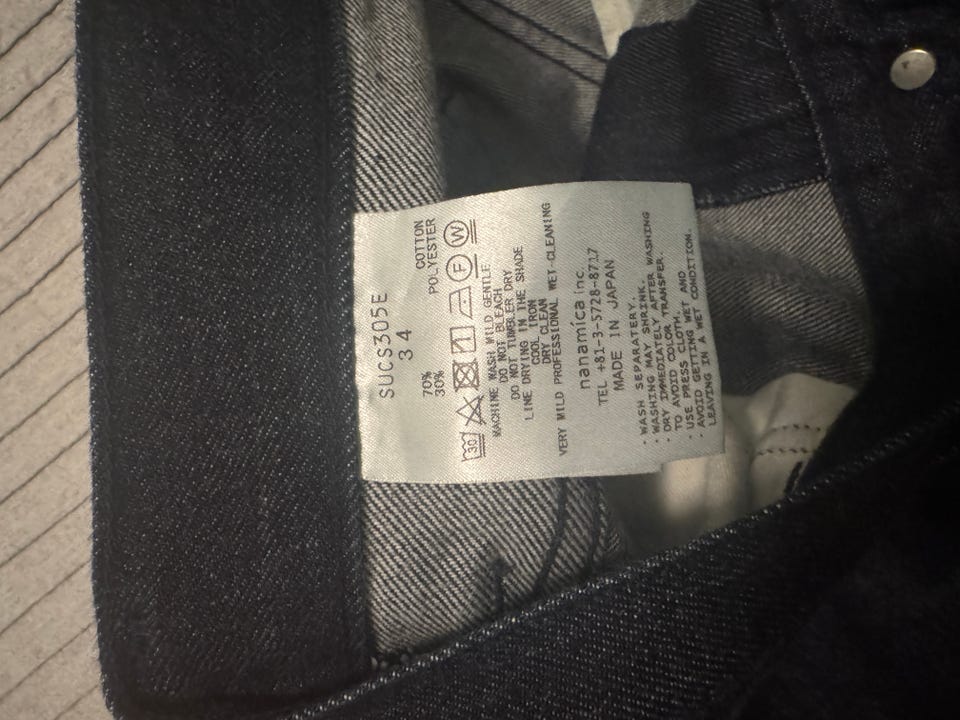 SUCS305E
34
70% COTTON
30% POLYESTER
30 F W
MACHINE WASH MILD GENTLE
DO NOT BLEACH
DO NOT TUMBLER DRY
LINE DRYING IN THE SHADE
COOL IRON
DRY CLEAN
VERY MILD PROFESSIONAL WET-CLEANING
nanamica inc.
TEL +81-3-5728-8717
MADE IN JAPAN
・WASH SEPARATERY.
・WASHING MAY SHRINK.
・DRY IMMEDIATELY AFTER WASHING
TO AVOID COLOR TRANSFER.
・USE PRESS CLOTH.
・AVOID GETTING WET AND
LEAVING IN A WET CONDITION.